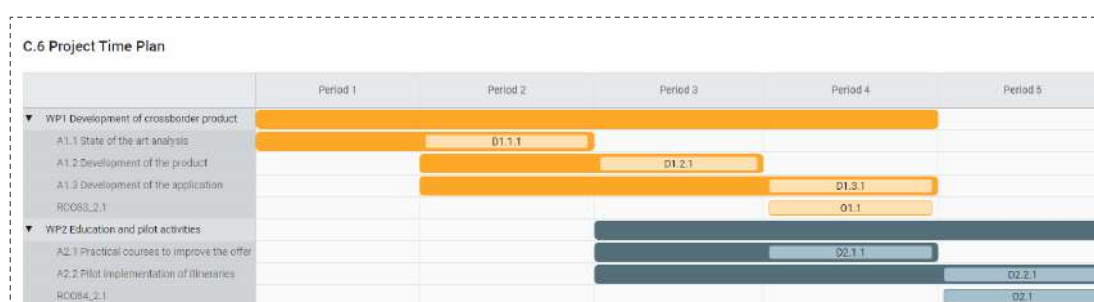 C.6 Project Time Plan
Period 1 Period 2 Period 3 Period 4 Period 5
▼ WP1 Development of crossborder product
A1.1 State of the art analysis D1.1.1
A1.2 Development of the product D1.2.1
A1.3 Development of the application D1.3.1
RCO83_2.1 O1.1
▼ WP2 Education and pilot activities
A2.1 Practical courses to improve the offer D2.1.1
A2.2 Pilot implementation of itineraries D2.2.1
RCO84_2.1 O2.1